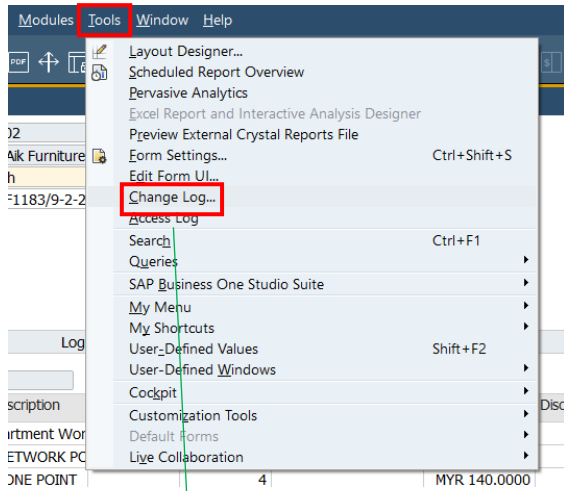 Modules Tools Window Help
PDF
Layout Designer...
Scheduled Report Overview
Pervasive Analytics
Excel Report and Interactive Analysis Designer
Preview External Crystal Reports File
Form Settings... Ctrl+Shift+S
Edit Form UI...
Change Log...
Access Log
Search Ctrl+F1
Queries
SAP Business One Studio Suite
My Menu
My Shortcuts
User-Defined Values Shift+F2
User-Defined Windows
Cockpit
Customization Tools
Default Forms
Live Collaboration
02
Aik Furniture
h
F1183/9-2-2
Log
scription Disc
artment Wor
ETWORK PO
ONE POINT 4 MYR 140.0000